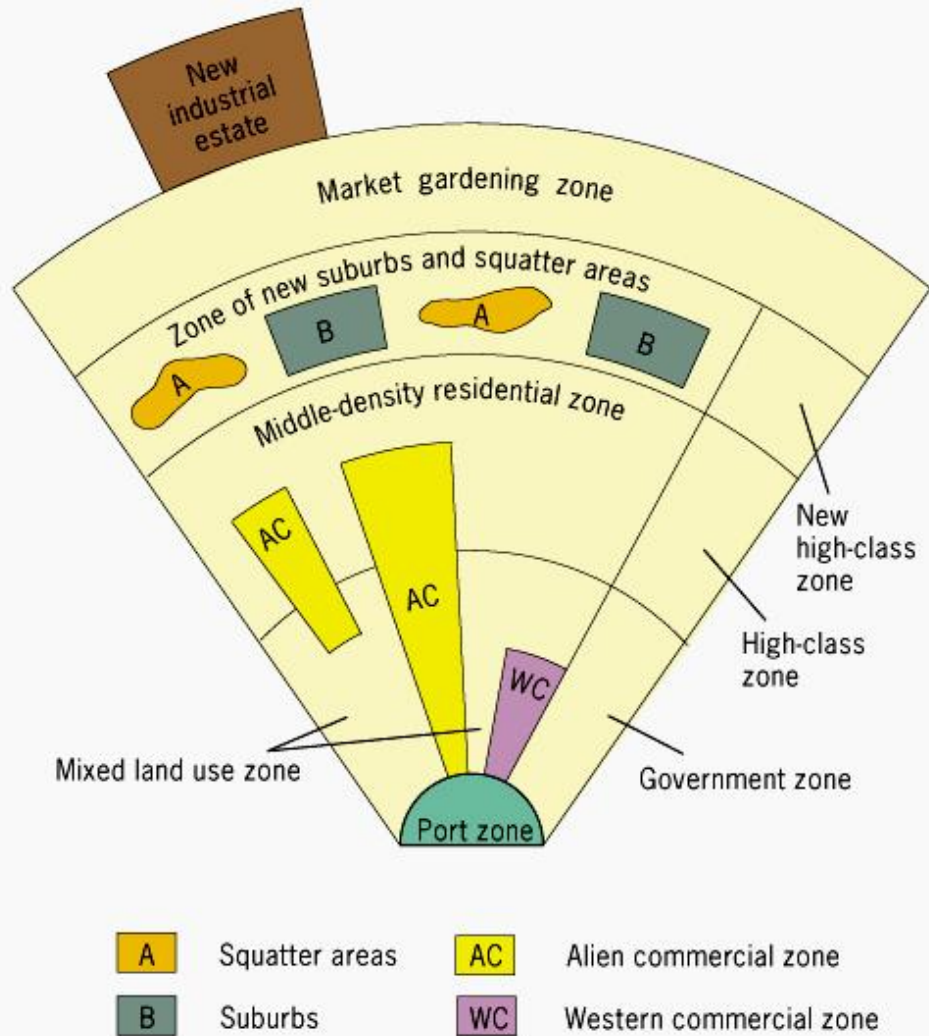 New
industrial
estate
Market gardening zone
Zone of new suburbs and squatter areas
A
B
A
B
Middle-density residential zone
AC
AC
WC
New
high-class
zone
High-class
zone
Mixed land use zone
Government zone
Port zone
A Squatter areas
AC Alien commercial zone
B Suburbs
WC Western commercial zone